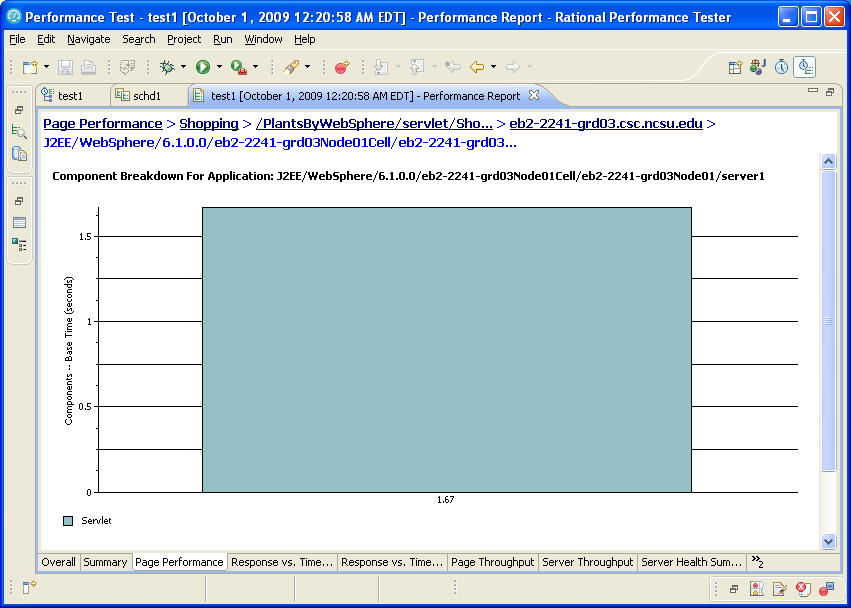 Performance Test - test1 [October 1, 2009 12:20:58 AM EDT] - Performance Report - Rational Performance Tester
File Edit Navigate Search Project Run Window Help
test1 schd1 test1 [October 1, 2009 12:20:58 AM EDT] - Performance Report
Page Performance > Shopping > /PlantsByWebSphere/servlet/Sho... > eb2-2241-grd03.csc.ncsu.edu >
J2EE/WebSphere/6.1.0.0/eb2-2241-grd03Node01Cell/eb2-2241-grd03...
Component Breakdown For Application: J2EE/WebSphere/6.1.0.0/eb2-2241-grd03Node01Cell/eb2-2241-grd03Node01/server1
Components -- Base Time (seconds)
1.5
1
0.5
0
1.67
Servlet
Overall Summary Page Performance Response vs. Time... Response vs. Time... Page Throughput Server Throughput Server Health Sum... »2